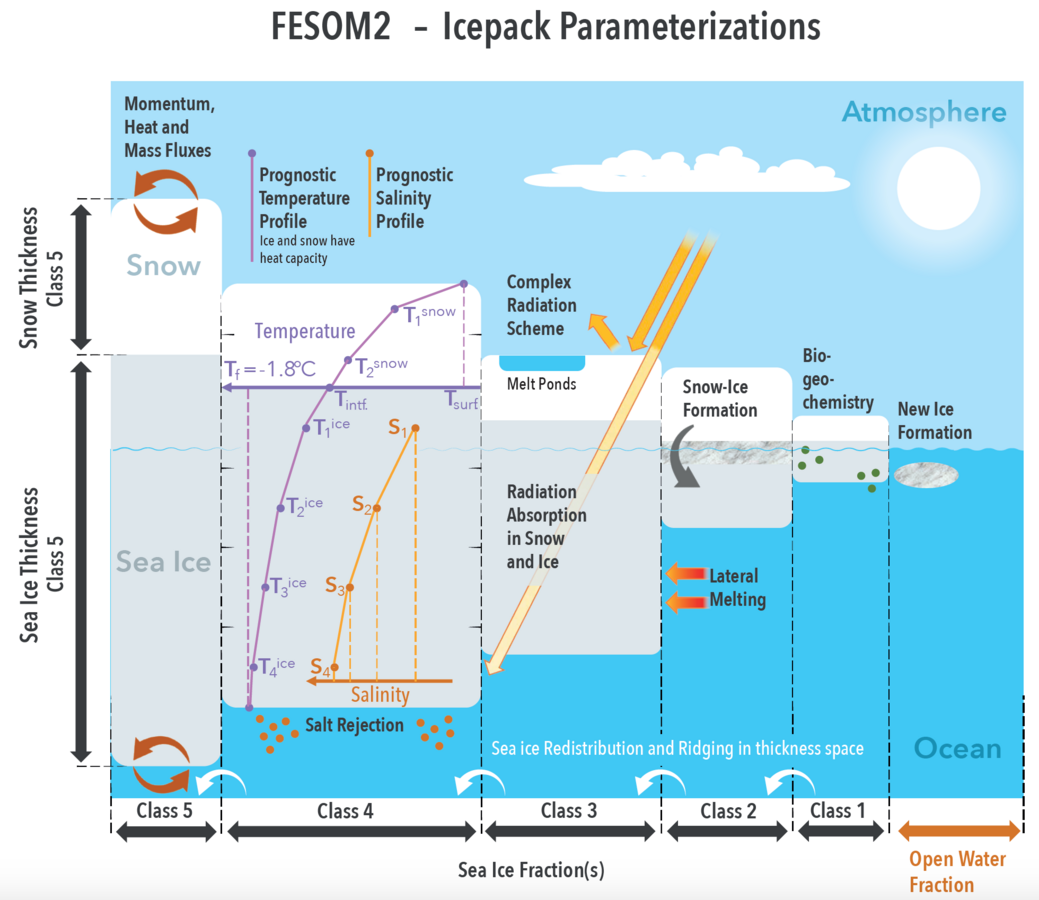 FESOM2 – Icepack Parameterizations
Momentum,
Heat and
Mass Fluxes
Atmosphere
Prognostic
Temperature
Profile
Ice and snow have
heat capacity
Prognostic
Salinity
Profile
Snow Thickness
Class 5
Snow
Complex
Radiation
Scheme
Temperature
T₁snow
T₂snow
Tf = -1.8ºC
Tintf.
Tsurf.
Melt Ponds
Snow-Ice
Formation
Bio-
geo-
chemistry
New Ice
Formation
T₁ice
S₁
T₂ice
S₂
T₃ice
S₃
T₄ice
S₄
Salinity
Radiation
Absorption
in Snow
and Ice
Sea Ice Thickness
Class 5
Sea Ice
Lateral
Melting
Salt Rejection
Sea ice Redistribution and Ridging in thickness space
Ocean
Class 5
Class 4
Class 3
Class 2
Class 1
Sea Ice Fraction(s)
Open Water
Fraction